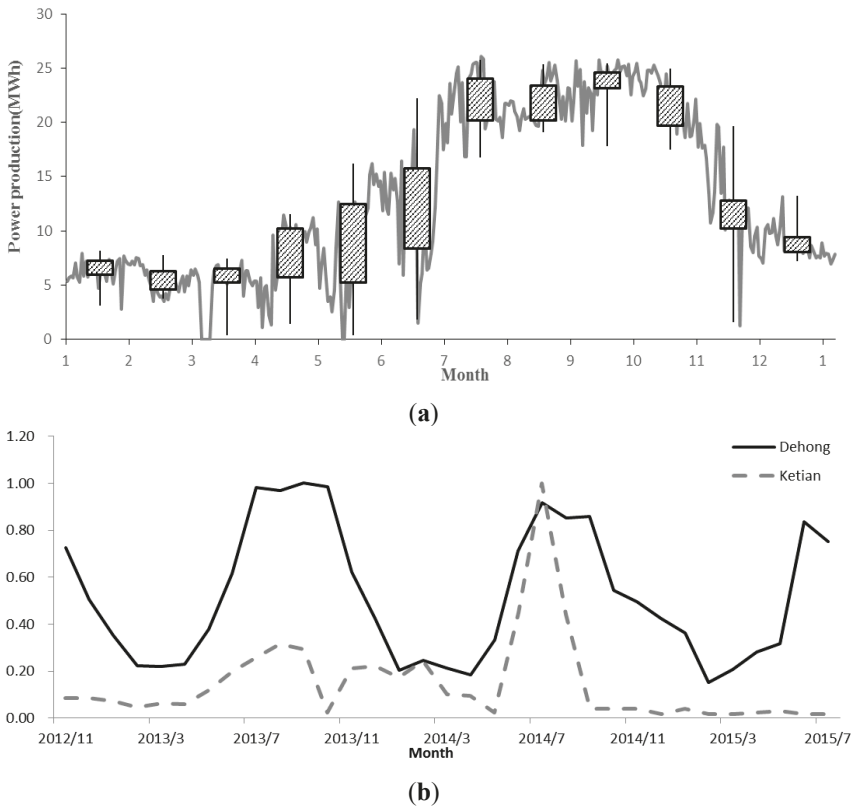 30
25
20
15
10
5
0
Power production(MWh)
1 2 3 4 5 6 7 8 9 10 11 12 1
Month
(a)
1.20
1.00
0.80
0.60
0.40
0.20
0.00
Dehong
Ketian
2012/11 2013/3 2013/7 2013/11 2014/3 2014/7 2014/11 2015/3 2015/7
Month
(b)